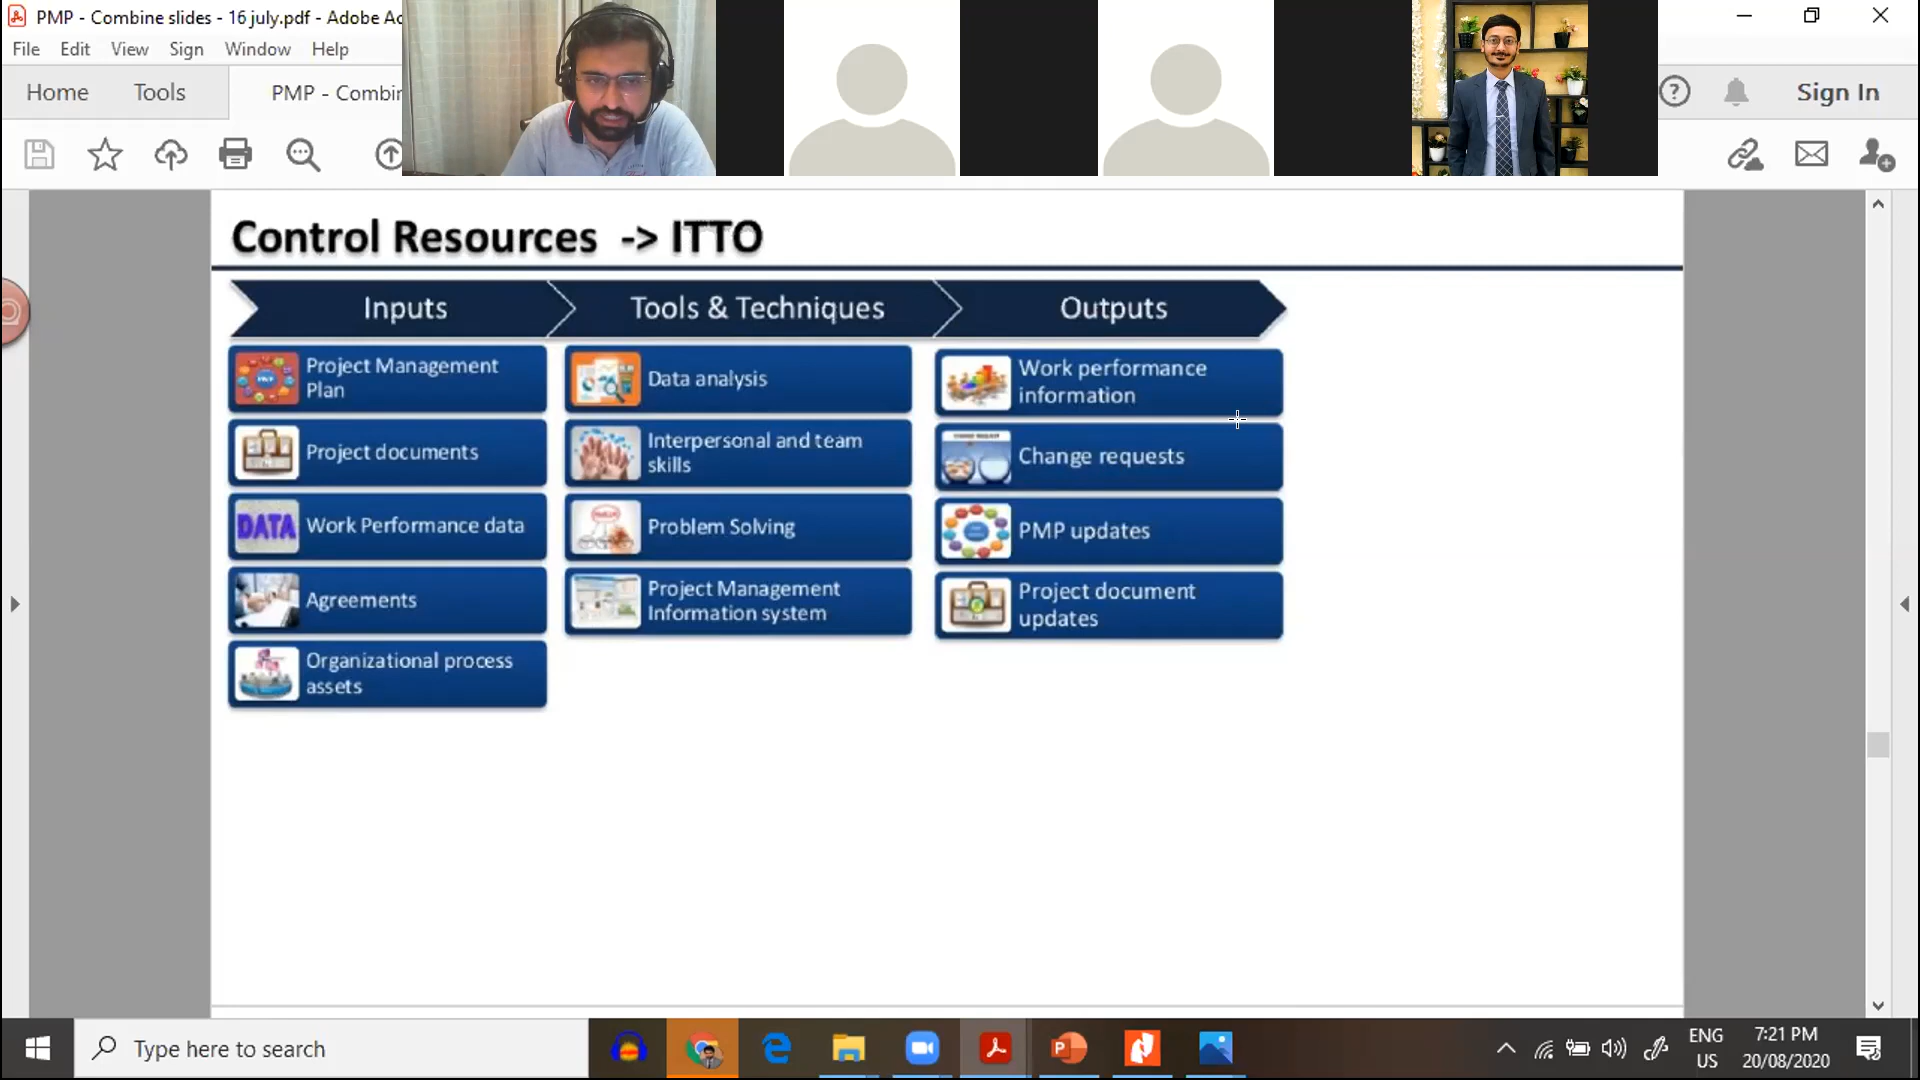 PMP - Combine slides - 16 july.pdf - Adobe Ac
File Edit View Sign Window Help
Home Tools PMP - Combin
Sign In
Control Resources -> ITTO
Inputs
Project Management
Plan
Project documents
DATA Work Performance data
Agreements
Organizational process
assets
Tools & Techniques
Data analysis
Interpersonal and team
skills
Problem Solving
Project Management
Information system
Outputs
Work performance
information
Change requests
PMP updates
Project document
updates
Type here to search
ENG
US
7:21 PM
20/08/2020